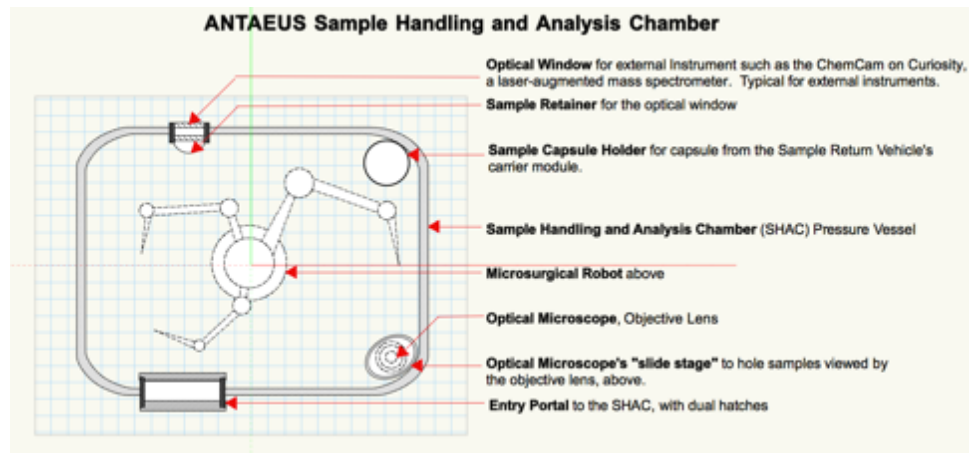 ANTAEUS Sample Handling and Analysis Chamber
Optical Window for external Instrument such as the ChemCam on Curiosity,
a laser-augmented mass spectrometer. Typical for external instruments.
Sample Retainer for the optical window
Sample Capsule Holder for capsule from the Sample Return Vehicle's
carrier module.
Sample Handling and Analysis Chamber (SHAC) Pressure Vessel
Microsurgical Robot above
Optical Microscope, Objective Lens
Optical Microscope's "slide stage" to hole samples viewed by
the objective lens, above.
Entry Portal to the SHAC, with dual hatches